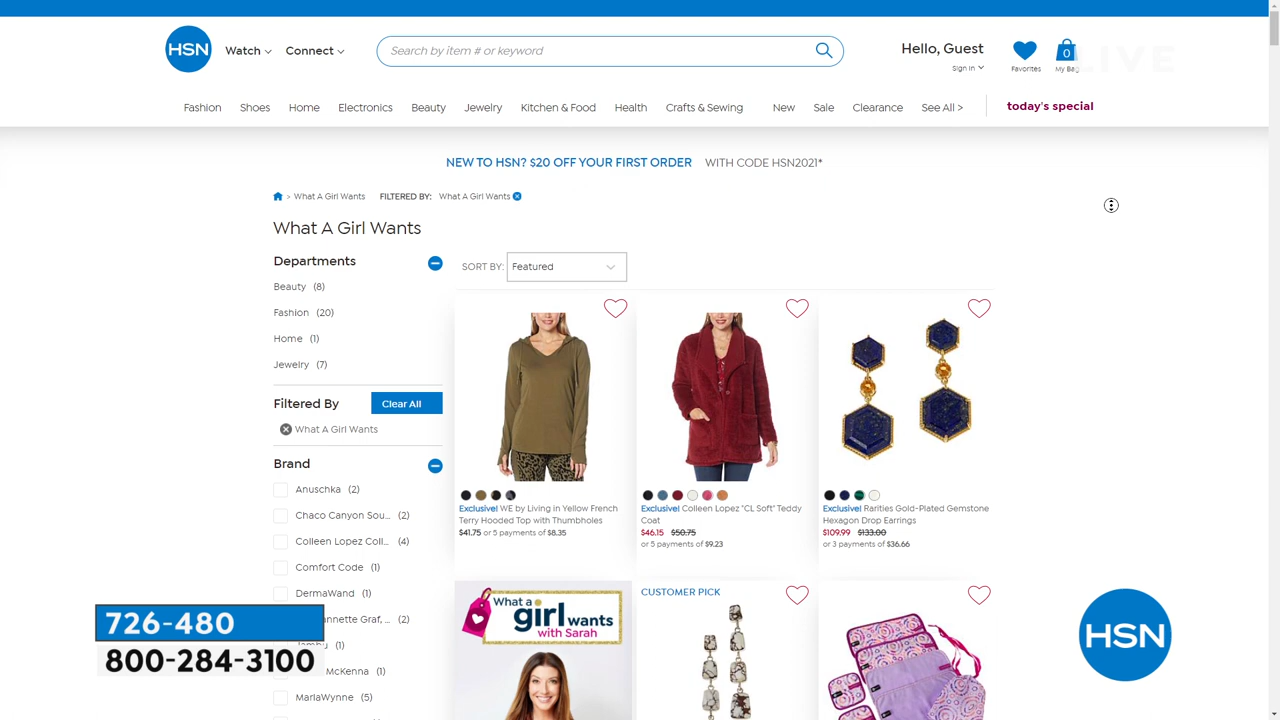 HSN
Watch
Connect
Search by item # or keyword
Hello, Guest
Sign In
Favorites
0
My Bag
LIVE
Fashion
Shoes
Home
Electronics
Beauty
Jewelry
Kitchen & Food
Health
Crafts & Sewing
New
Sale
Clearance
See All >
today's special
NEW TO HSN? $20 OFF YOUR FIRST ORDER WITH CODE HSN2021*
> What A Girl Wants FILTERED BY: What A Girl Wants
What A Girl Wants
Departments
Beauty (8)
Fashion (20)
Home (1)
Jewelry (7)
Filtered By
Clear All
What A Girl Wants
Brand
Anuschka (2)
Chaco Canyon Sou... (2)
Colleen Lopez Coll... (4)
Comfort Code (1)
DermaWand (1)
annette Graf, ... (2)
(1)
McKenna (1)
MarlaWynne (5)
SORT BY: Featured
Exclusive! WE by Living in Yellow French
Terry Hooded Top with Thumbholes
$41.75 or 5 payments of $8.35
Exclusive! Colleen Lopez "CL Soft" Teddy
Coat
$46.15 $50.75
or 5 payments of $9.23
Exclusive! Rarities Gold-Plated Gemstone
Hexagon Drop Earrings
$109.99 $133.00
or 3 payments of $36.66
What a
girl wants
with Sarah
CUSTOMER PICK
726-480
800-284-3100
HSN